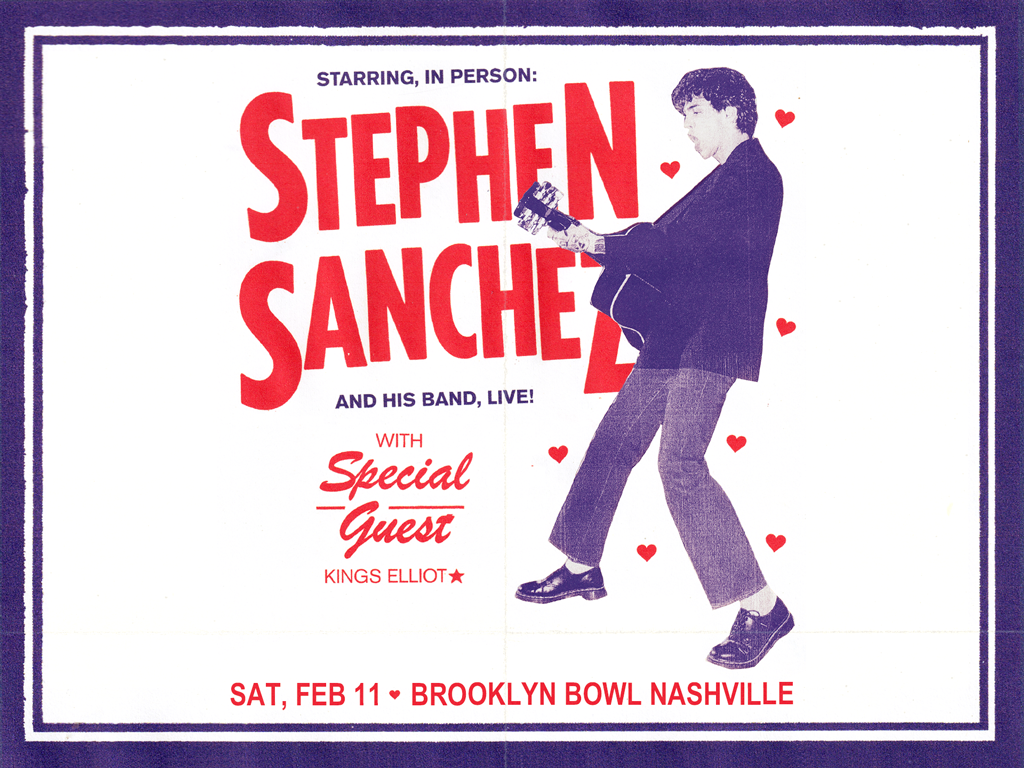 STARRING, IN PERSON:
STEPHEN
SANCHEZ
AND HIS BAND, LIVE!
WITH
Special
Guest
KINGS ELLIOT★
SAT, FEB 11 ♥ BROOKLYN BOWL NASHVILLE